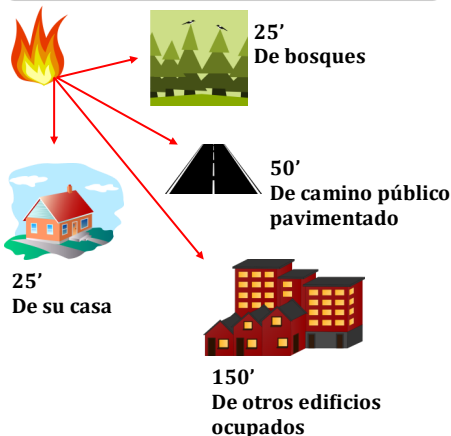 25’
De bosques
50’
De camino público
pavimentado
25’
De su casa
150’
De otros edificios
ocupados